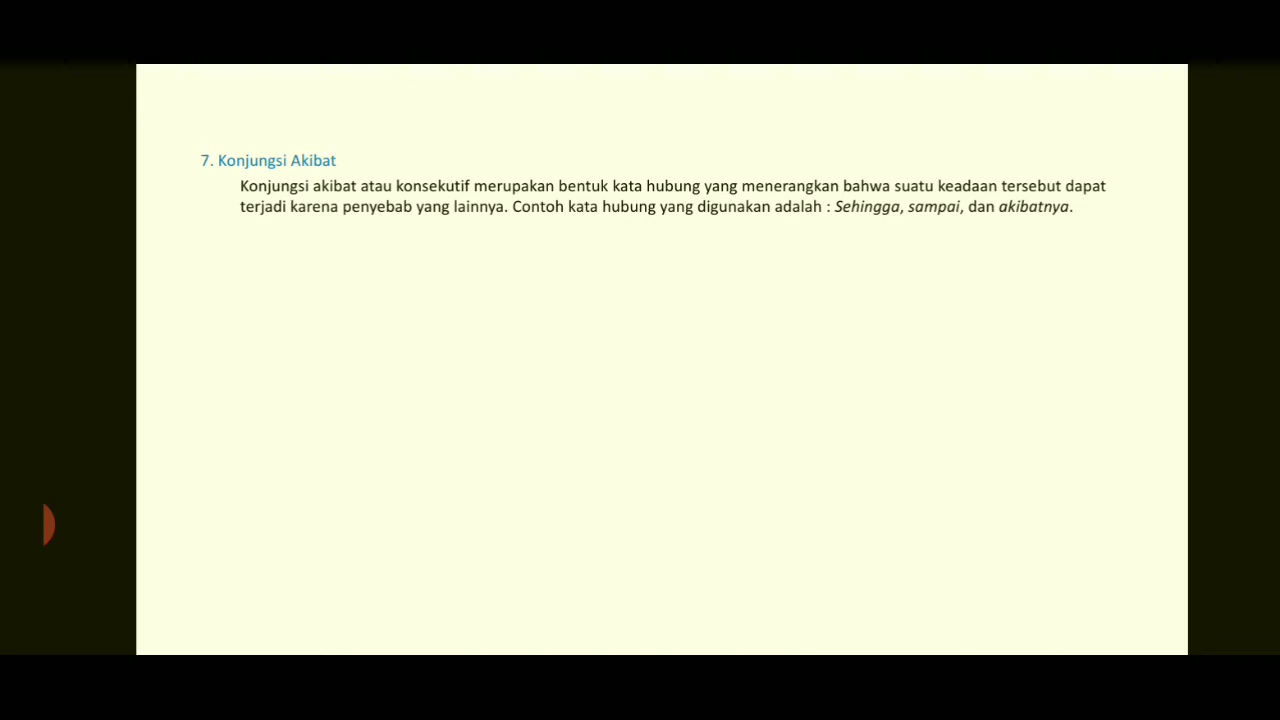 7. Konjungsi Akibat
Konjungsi akibat atau konsekutif merupakan bentuk kata hubung yang menerangkan bahwa suatu keadaan tersebut dapat
terjadi karena penyebab yang lainnya. Contoh kata hubung yang digunakan adalah : Sehingga, sampai, dan akibatnya.